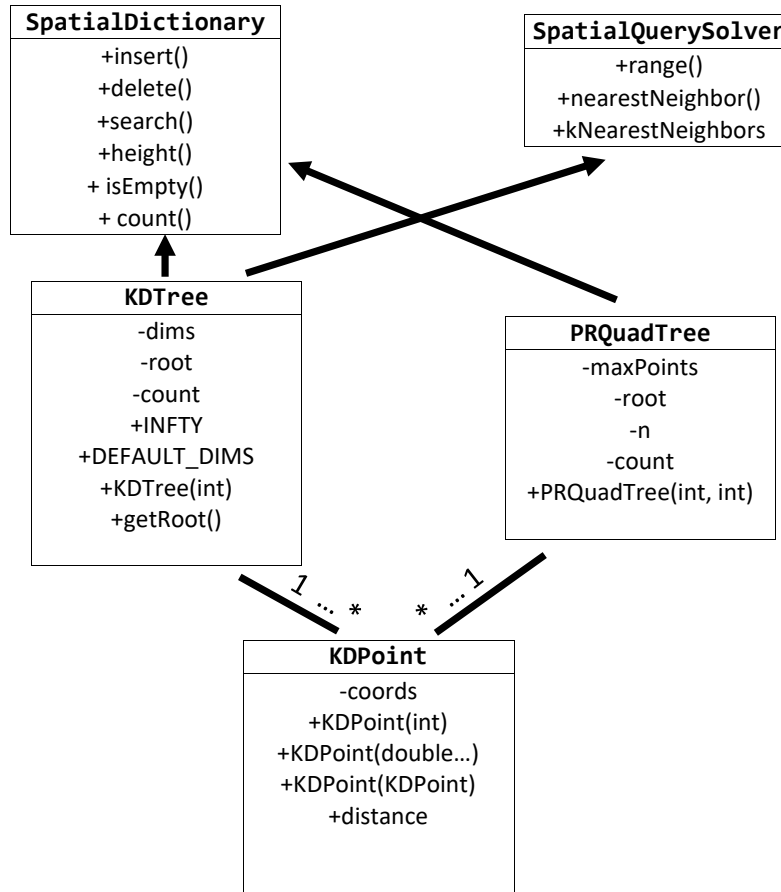 SpatialDictionary
+insert()
+delete()
+search()
+height()
+ isEmpty()
+ count()
SpatialQuerySolver
+range()
+nearestNeighbor()
+kNearestNeighbors
KDTree
-dims
-root
-count
+INFTY
+DEFAULT_DIMS
+KDTree(int)
+getRoot()
PRQuadTree
-maxPoints
-root
-n
-count
+PRQuadTree(int, int)
1 ... *
* ... 1
KDPoint
-coords
+KDPoint(int)
+KDPoint(double…)
+KDPoint(KDPoint)
+distance